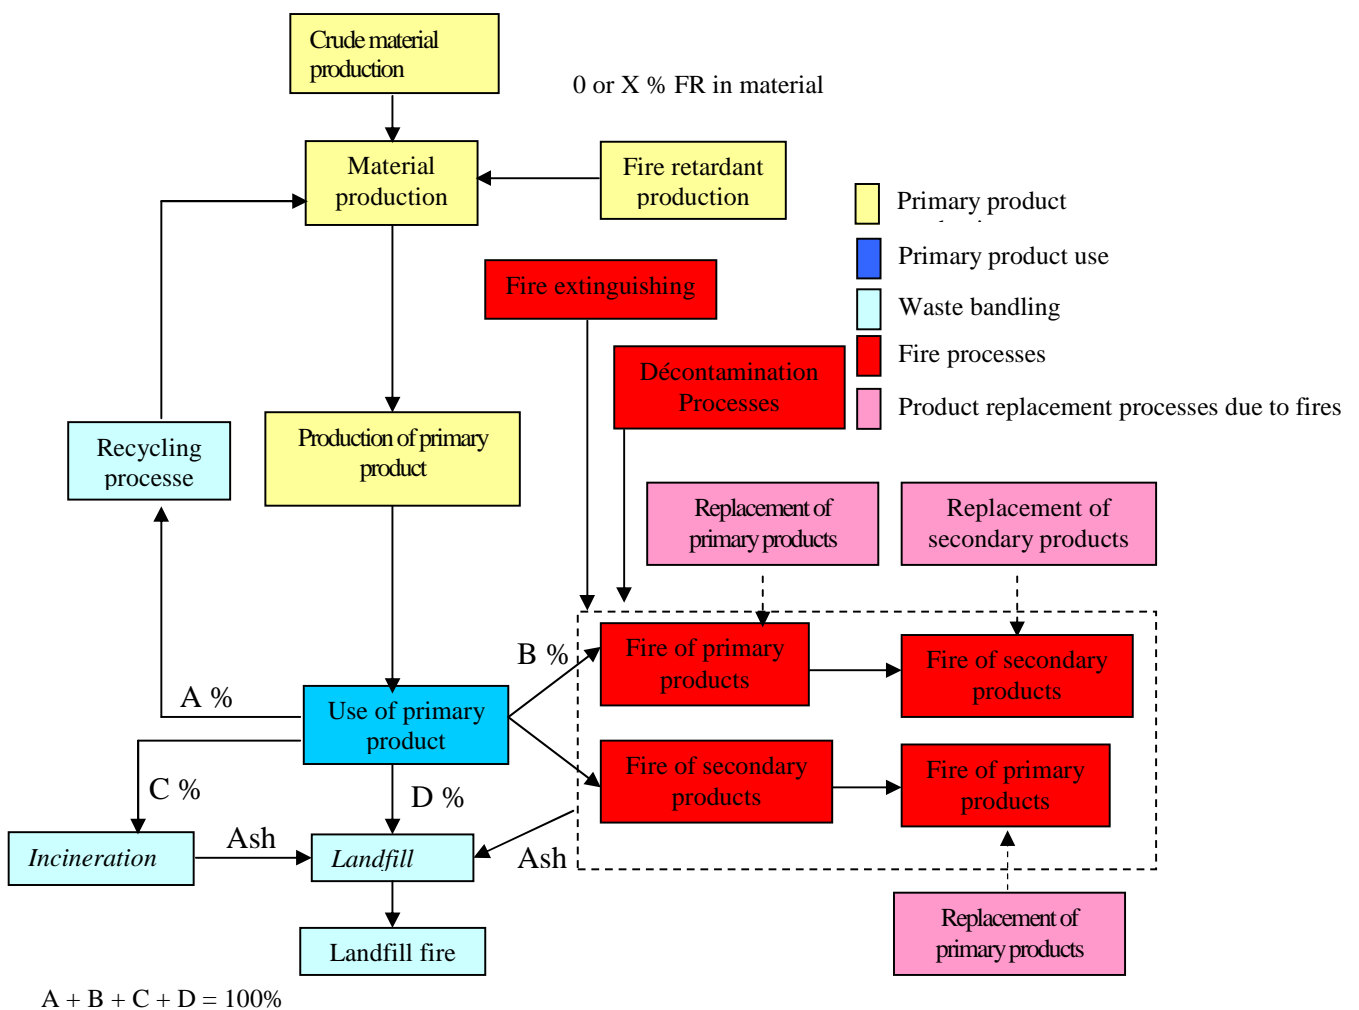 Crude material
production
0 or X % FR in material
Material
production
Fire retardant
production
Primary product
Primary product use
Waste bandling
Fire processes
Product replacement processes due to fires
Fire extinguishing
Décontamination
Processes
Recycling
processe
Production of primary
product
Replacement of
primary products
Replacement of
secondary products
B %
Fire of primary
products
Fire of secondary
products
A %
Use of primary
product
Fire of secondary
products
Fire of primary
products
C %
D %
Incineration
Ash
Landfill
Ash
Landfill fire
Replacement of
primary products
A + B + C + D = 100%